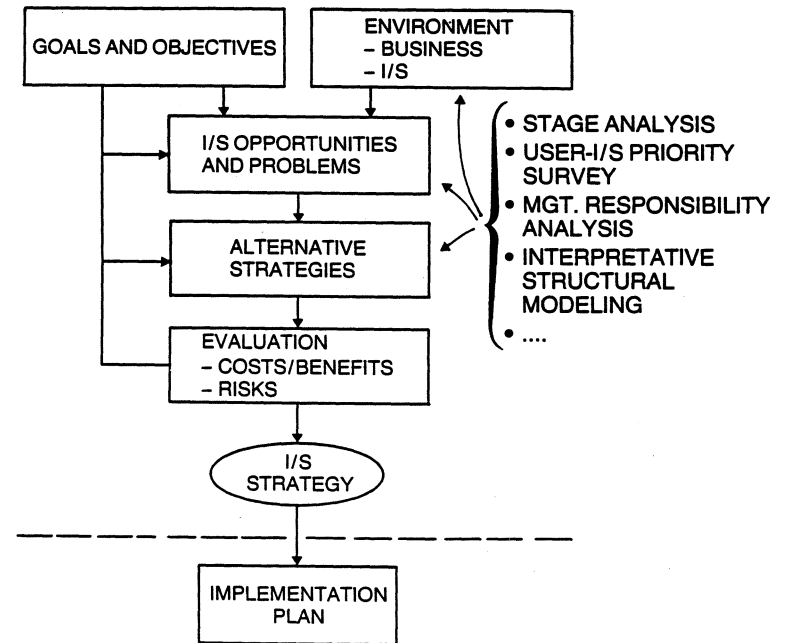 GOALS AND OBJECTIVES
ENVIRONMENT
– BUSINESS
– I/S
I/S OPPORTUNITIES
AND PROBLEMS
ALTERNATIVE
STRATEGIES
EVALUATION
– COSTS/BENEFITS
– RISKS
I/S
STRATEGY
IMPLEMENTATION
PLAN
• STAGE ANALYSIS
• USER-I/S PRIORITY
SURVEY
• MGT. RESPONSIBILITY
ANALYSIS
• INTERPRETATIVE
STRUCTURAL
MODELING
• ....